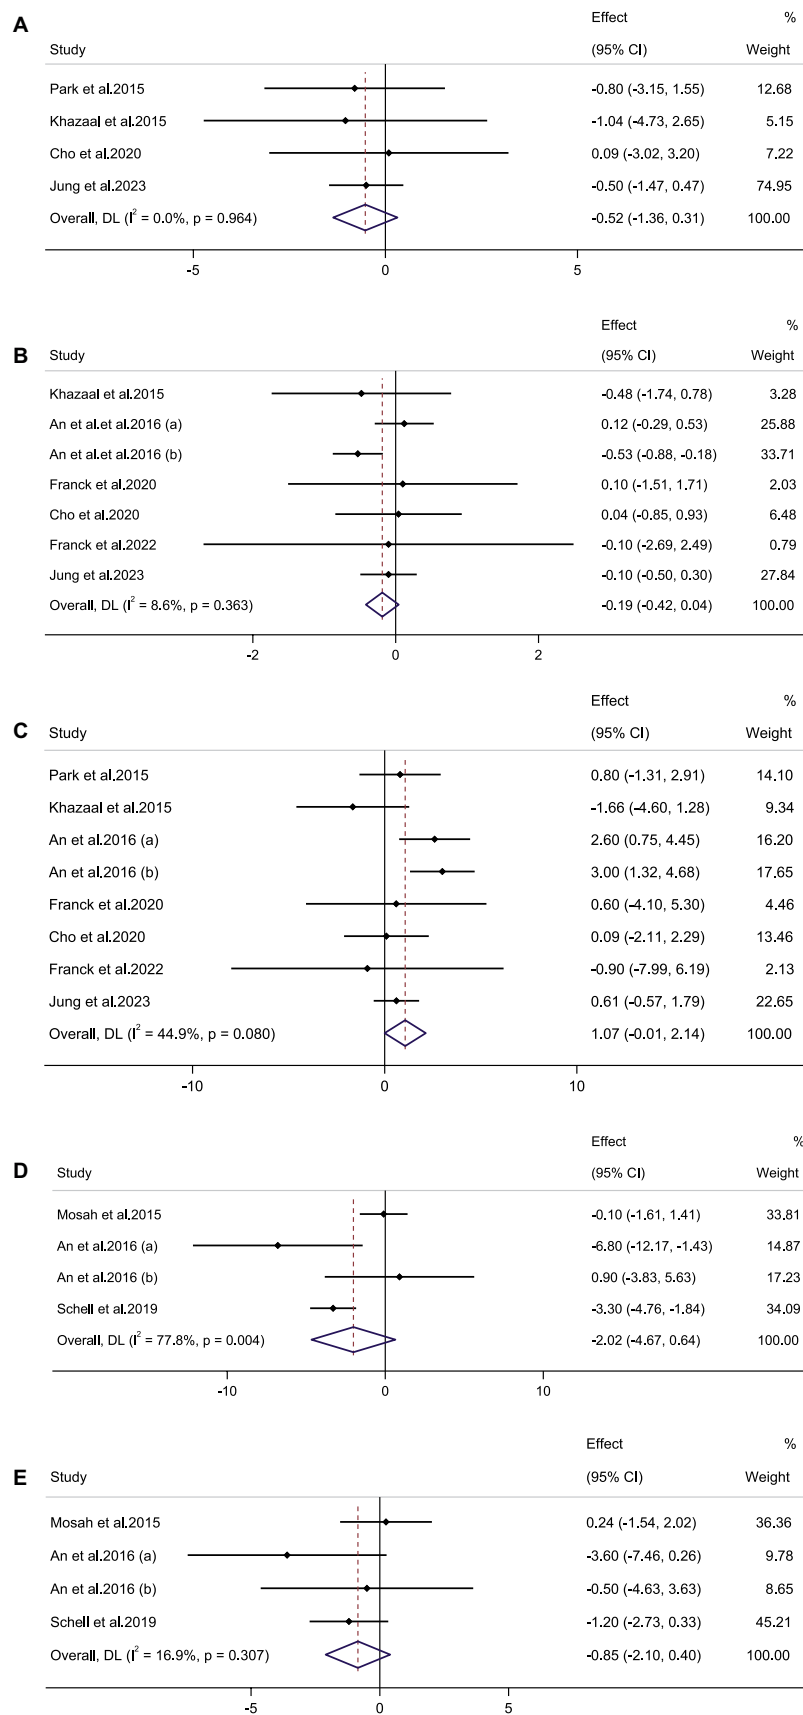 A
Effect %
Study (95% CI) Weight
Park et al.2015 -0.80 (-3.15, 1.55) 12.68
Khazaal et al.2015 -1.04 (-4.73, 2.65) 5.15
Cho et al.2020 0.09 (-3.02, 3.20) 7.22
Jung et al.2023 -0.50 (-1.47, 0.47) 74.95
Overall, DL (I² = 0.0%, p = 0.964) -0.52 (-1.36, 0.31) 100.00
-5 0 5
B
Effect %
Study (95% CI) Weight
Khazaal et al.2015 -0.48 (-1.74, 0.78) 3.28
An et al.et al.2016 (a) 0.12 (-0.29, 0.53) 25.88
An et al.et al.2016 (b) -0.53 (-0.88, -0.18) 33.71
Franck et al.2020 0.10 (-1.51, 1.71) 2.03
Cho et al.2020 0.04 (-0.85, 0.93) 6.48
Franck et al.2022 -0.10 (-2.69, 2.49) 0.79
Jung et al.2023 -0.10 (-0.50, 0.30) 27.84
Overall, DL (I² = 8.6%, p = 0.363) -0.19 (-0.42, 0.04) 100.00
-2 0 2
C
Effect %
Study (95% CI) Weight
Park et al.2015 0.80 (-1.31, 2.91) 14.10
Khazaal et al.2015 -1.66 (-4.60, 1.28) 9.34
An et al.2016 (a) 2.60 (0.75, 4.45) 16.20
An et al.2016 (b) 3.00 (1.32, 4.68) 17.65
Franck et al.2020 0.60 (-4.10, 5.30) 4.46
Cho et al.2020 0.09 (-2.11, 2.29) 13.46
Franck et al.2022 -0.90 (-7.99, 6.19) 2.13
Jung et al.2023 0.61 (-0.57, 1.79) 22.65
Overall, DL (I² = 44.9%, p = 0.080) 1.07 (-0.01, 2.14) 100.00
-10 0 10
D
Effect %
Study (95% CI) Weight
Mosah et al.2015 -0.10 (-1.61, 1.41) 33.81
An et al.2016 (a) -6.80 (-12.17, -1.43) 14.87
An et al.2016 (b) 0.90 (-3.83, 5.63) 17.23
Schell et al.2019 -3.30 (-4.76, -1.84) 34.09
Overall, DL (I² = 77.8%, p = 0.004) -2.02 (-4.67, 0.64) 100.00
-10 0 10
E
Effect %
Study (95% CI) Weight
Mosah et al.2015 0.24 (-1.54, 2.02) 36.36
An et al.2016 (a) -3.60 (-7.46, 0.26) 9.78
An et al.2016 (b) -0.50 (-4.63, 3.63) 8.65
Schell et al.2019 -1.20 (-2.73, 0.33) 45.21
Overall, DL (I² = 16.9%, p = 0.307) -0.85 (-2.10, 0.40) 100.00
-5 0 5